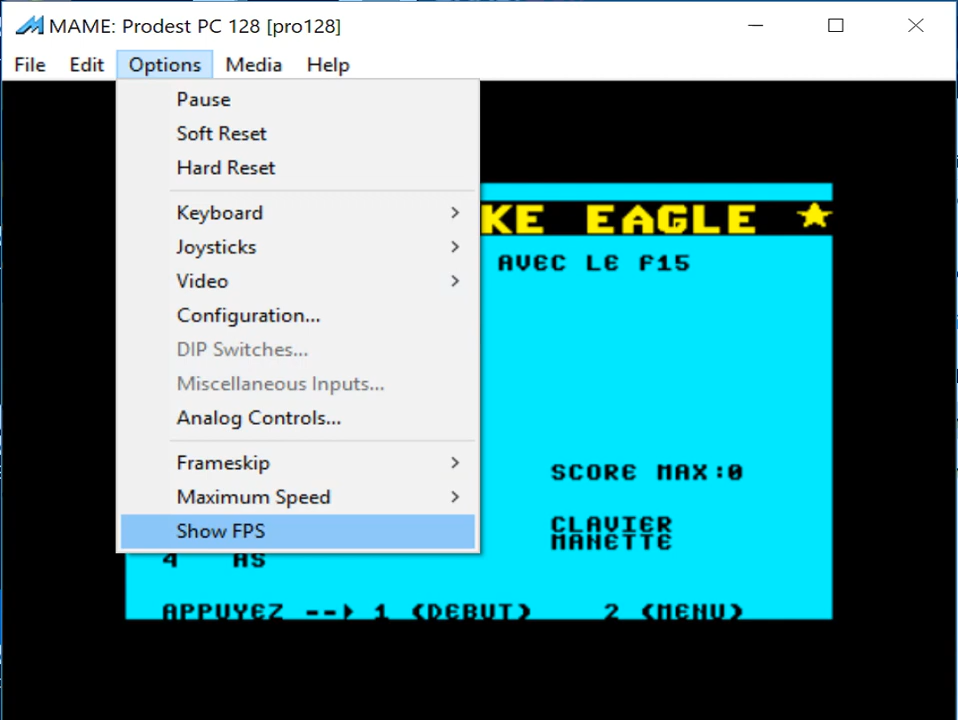 MAME: Prodest PC 128 [pro128]
File Edit Options Media Help
Pause
Soft Reset
Hard Reset
Keyboard
Joysticks
Video
Configuration...
DIP Switches...
Miscellaneous Inputs...
Analog Controls...
Frameskip
Maximum Speed
Show FPS
KE EAGLE
AVEC LE F15
SCORE MAX:0
CLAVIER
MANETTE
4 AS
APPUYEZ --> 1 (DEBUT) 2 (MENU)